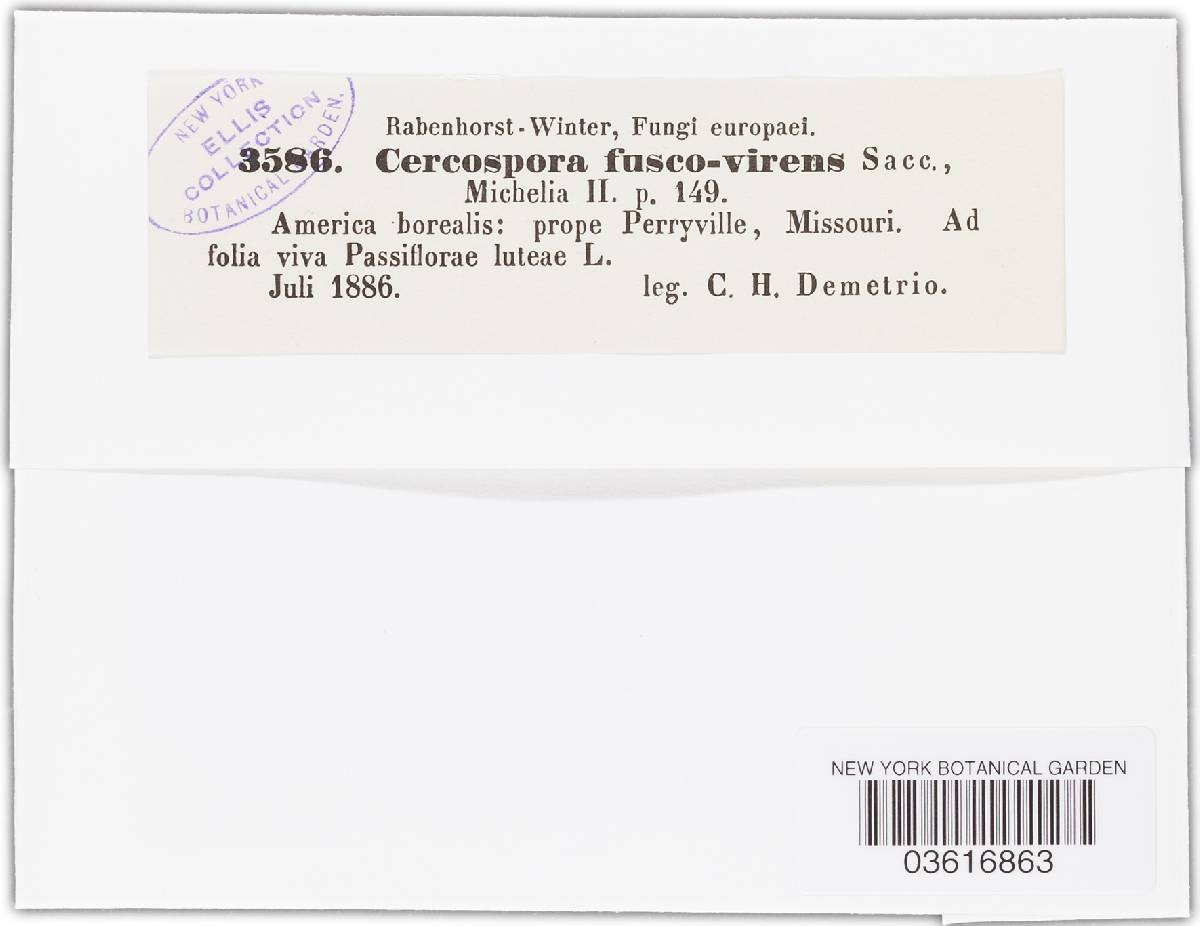 NEW YORK
ELLIS
COLLECTION
BOTANICAL GARDEN.
Rabenhorst-Winter, Fungi europaei.
3586. Cercospora fusco-virens Sacc.,
Michelia II. p. 149.
America borealis: prope Perryville, Missouri. Ad
folia viva Passiflorae luteae L.
Juli 1886. leg. C. H. Demetrio.
NEW YORK BOTANICAL GARDEN
03616863